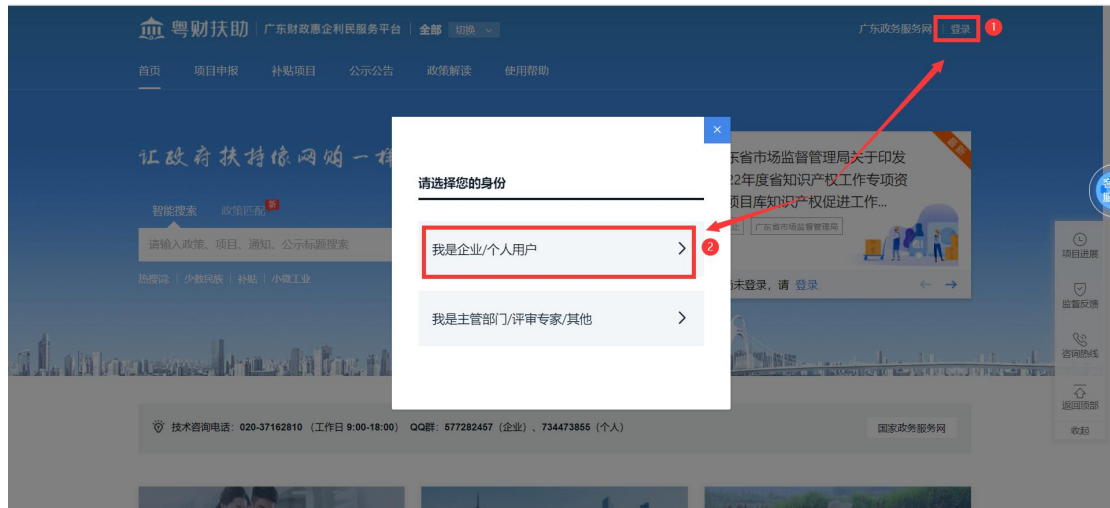 粤财扶助 广东财政惠企利民服务平台 全部 切换
广东政务服务网 登录 1
首页 项目申报 补贴项目 公示公告 政策解读 使用帮助
让政府扶持像网购一样
×
请选择您的身份
我是企业/个人用户
2
我是主管部门/评审专家/其他
智能搜索 政策匹配 新
请输入政策、项目、通知、公示标题搜索
热搜词 少数民族 补贴 小微工业
东省市场监督管理局关于印发
22年度省知识产权工作专项资
项目库知识产权促进工作...
广东省市场监督管理局
尚未登录，请 登录
客服
项目进展
监督反馈
咨询热线
返回顶部
收起
技术咨询电话：020-37162810 （工作日 9:00-18:00） QQ群：577282457（企业）、734473855（个人）
国家政务服务网